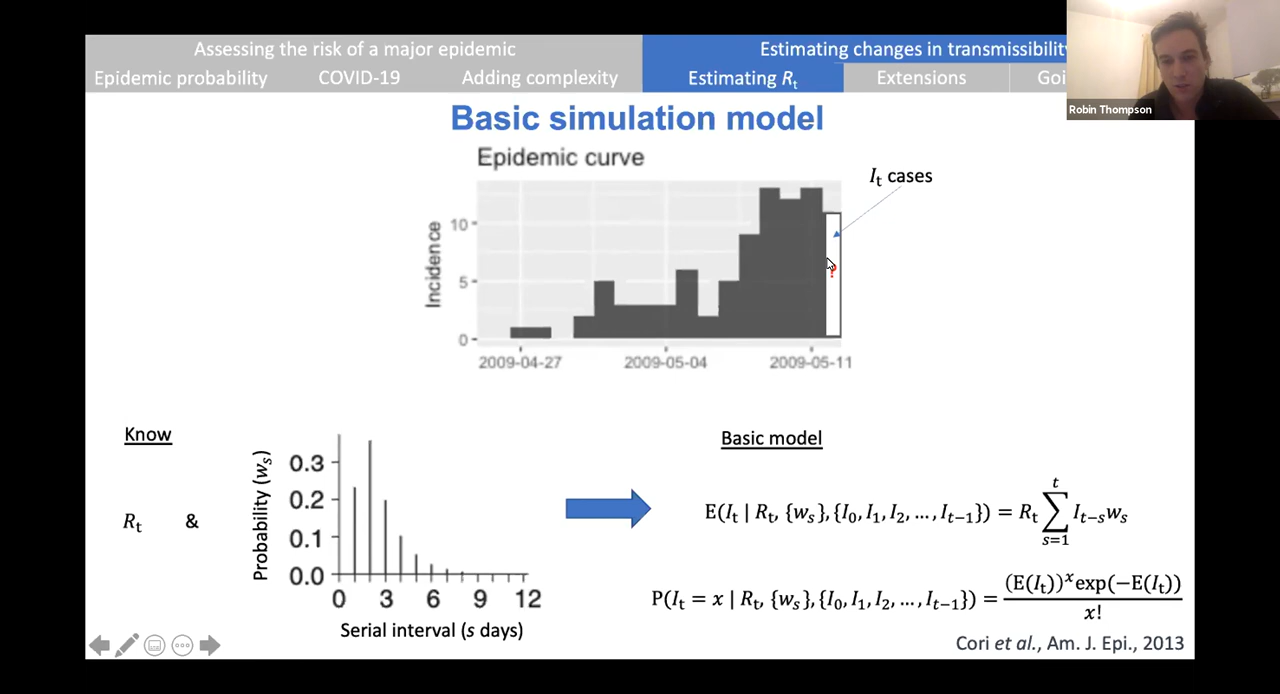 Assessing the risk of a major epidemic
Estimating changes in transmissibility
Epidemic probability
COVID-19
Adding complexity
Estimating Rt
Extensions
Goi
Robin Thompson
Basic simulation model
Epidemic curve
It cases
Incidence
10
5
0
?
2009-04-27
2009-05-04
2009-05-11
Know
Rt &
Probability (ws)
0.3
0.2
0.1
0.0
0 3 6 9 12
Serial interval (s days)
Basic model
E(It | Rt, {ws}, {I0, I1, I2, ..., It−1}) = Rt ∑ t s=1 It−sws
P(It = x | Rt, {ws}, {I0, I1, I2, ..., It−1}) = (E(It))^x exp(−E(It)) / x!
Cori et al., Am. J. Epi., 2013